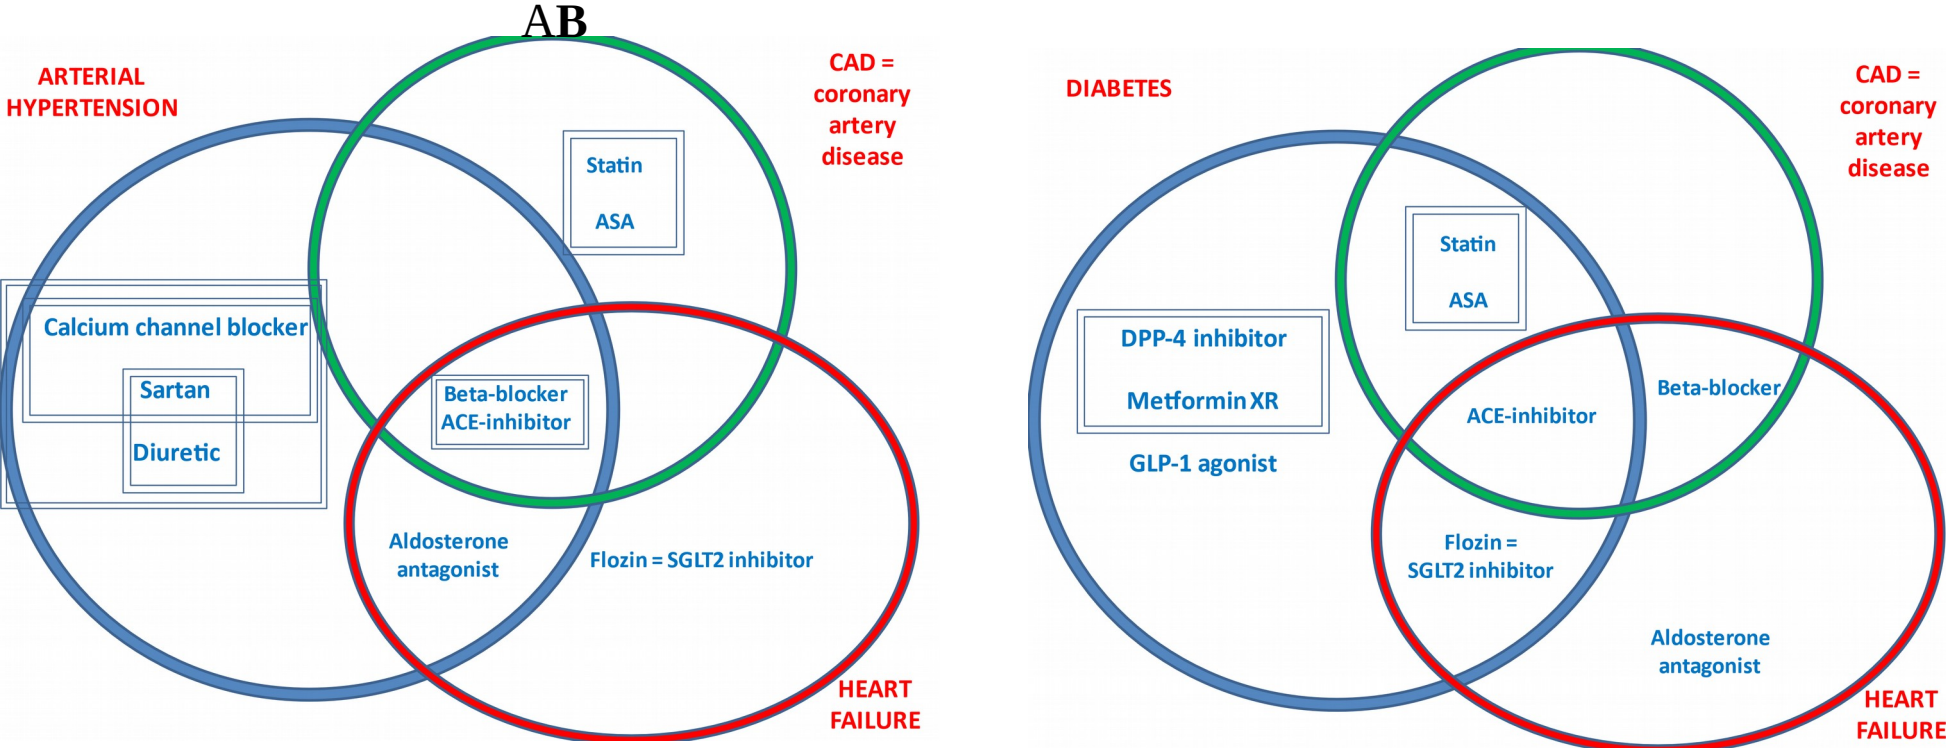 AB
ARTERIAL
HYPERTENSION
CAD =
coronary
artery
disease
Statin
ASA
Calcium channel blocker
Sartan
Diuretic
Beta-blocker
ACE-inhibitor
Aldosterone
antagonist
Flozin = SGLT2 inhibitor
HEART
FAILURE
DIABETES
CAD =
coronary
artery
disease
Statin
ASA
DPP-4 inhibitor
Metformin XR
GLP-1 agonist
Beta-blocker
ACE-inhibitor
Flozin =
SGLT2 inhibitor
Aldosterone
antagonist
HEART
FAILURE